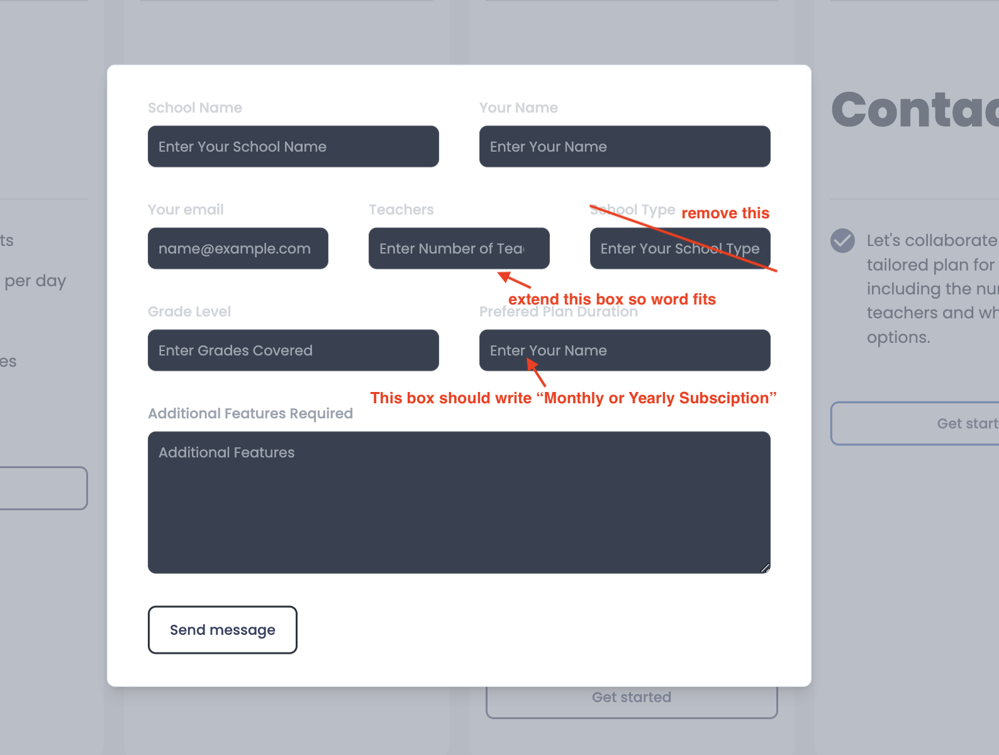 School Name
Your Name
Enter Your School Name
Enter Your Name
Contac
Your email
Teachers
School Type
remove this
name@example.com
Enter Number of Tea
Enter Your School Type
ts
per day
Let's collaborate
tailored plan for
including the nu
teachers and wh
options.
extend this box so word fits
Grade Level
Prefered Plan Duration
Enter Grades Covered
Enter Your Name
es
This box should write “Monthly or Yearly Subsciption”
Additional Features Required
Additional Features
Get start
Send message
Get started